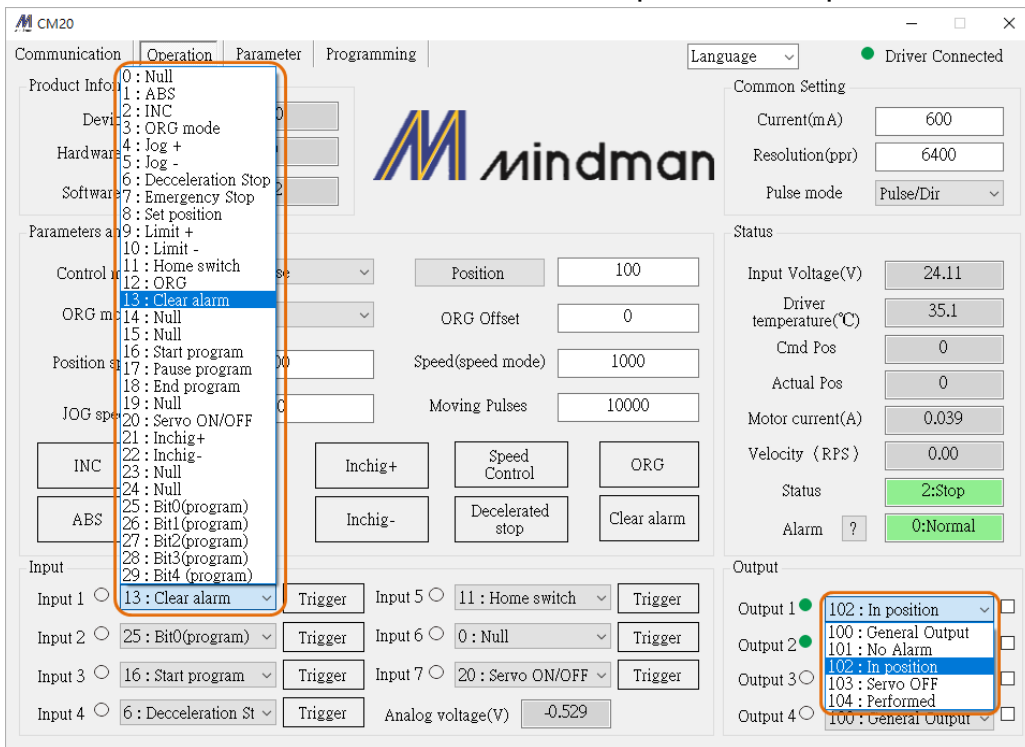 CM20
Communication Operation Parameter Programming Language Driver Connected
Product Infor
Devi
Hardware
Software
0 : Null
1 : ABS
2 : INC
3 : ORG mode
4 : Jog +
5 : Jog -
6 : Decceleration Stop
7 : Emergency Stop
8 : Set position
9 : Limit +
10 : Limit -
11 : Home switch
12 : ORG
13 : Clear alarm
14 : Null
15 : Null
16 : Start program
17 : Pause program
18 : End program
19 : Null
20 : Servo ON/OFF
21 : Inchig+
22 : Inchig-
23 : Null
24 : Null
25 : Bit0(program)
26 : Bit1(program)
27 : Bit2(program)
28 : Bit3(program)
29 : Bit4 (program)
mindman
Common Setting
Current(mA) 600
Resolution(ppr) 6400
Pulse mode Pulse/Dir
Parameters an
Control m
ORG mo
Position sp
JOG spe
Position 100
ORG Offset 0
Speed(speed mode) 1000
Moving Pulses 10000
INC Inchig+ Speed Control ORG
ABS Inchig- Decelerated stop Clear alarm
Status
Input Voltage(V) 24.11
Driver
temperature(℃) 35.1
Cmd Pos 0
Actual Pos 0
Motor current(A) 0.039
Velocity (RPS) 0.00
Status 2:Stop
Alarm ? 0:Normal
Input
Input 1 13 : Clear alarm Trigger Input 5 11 : Home switch Trigger
Input 2 25 : Bit0(program) Trigger Input 6 0 : Null Trigger
Input 3 16 : Start program Trigger Input 7 20 : Servo ON/OFF Trigger
Input 4 6 : Decceleration St Trigger Analog voltage(V) -0.529
Output
Output 1 102 : In position
Output 2
Output 3
Output 4 100 : General Output
100 : General Output
101 : No Alarm
102 : In position
103 : Servo OFF
104 : Performed